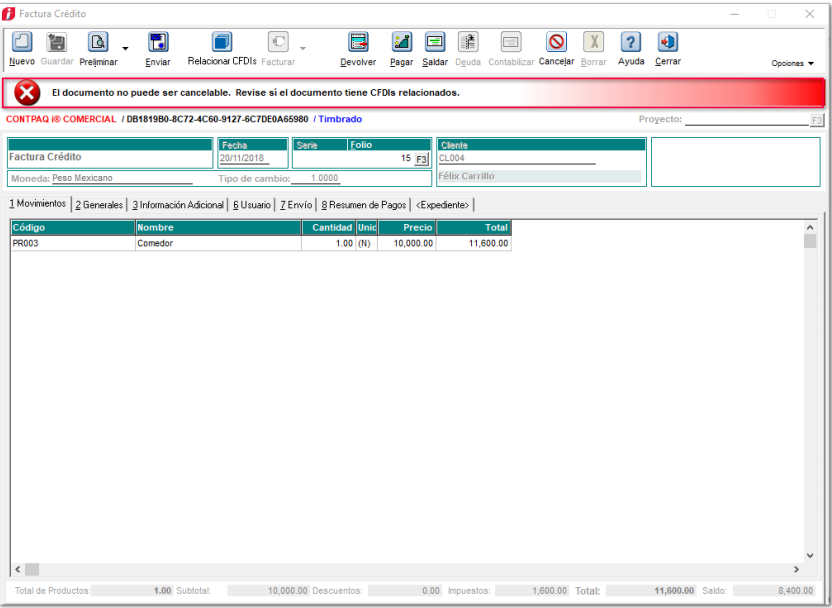 Factura Crédito
Nuevo Guardar Preliminar Enviar Relacionar CFDIs Facturar Devolver Pagar Saldar Deuda Contabilizar Cancelar Borrar Ayuda Cerrar Opciones
El documento no puede ser cancelable. Revise si el documento tiene CFDIs relacionados.
CONTPAQ i® COMERCIAL / DB1819B0-8C72-4C60-9127-6C7DE0A65980 / Timbrado Proyecto: F3
Fecha Serie Folio Cliente
Factura Crédito 20/11/2018 15 F3 CL004
Moneda: Peso Mexicano Tipo de cambio: 1.0000 Félix Carrillo
1 Movimientos 2 Generales 3 Información Adicional 6 Usuario 7 Envío 8 Resumen de Pagos <Expediente>
Código Nombre Cantidad Unic Precio Total
PR003 Comedor 1.00 (N) 10,000.00 11,600.00
Total de Productos: 1.00 Subtotal: 10,000.00 Descuentos: 0.00 Impuestos: 1,600.00 Total: 11,600.00 Saldo: 8,400.00